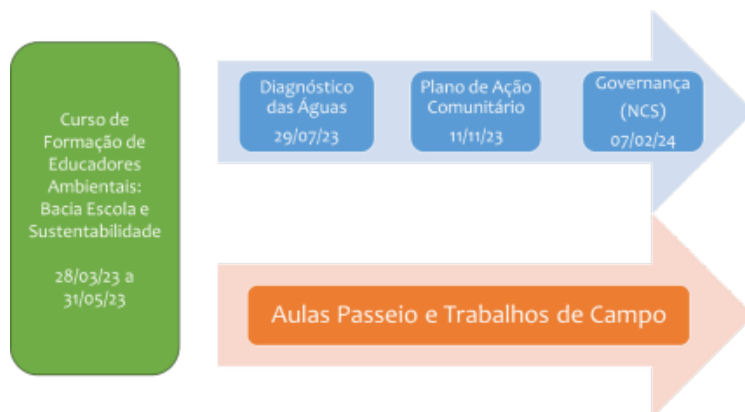 Curso de
Formação de
Educadores
Ambientais:
Bacia Escola e
Sustentabilidade
28/03/23 a
31/05/23
Diagnóstico
das Águas
29/07/23
Plano de Ação
Comunitário
11/11/23
Governança
(NCS)
07/02/24
Aulas Passeio e Trabalhos de Campo